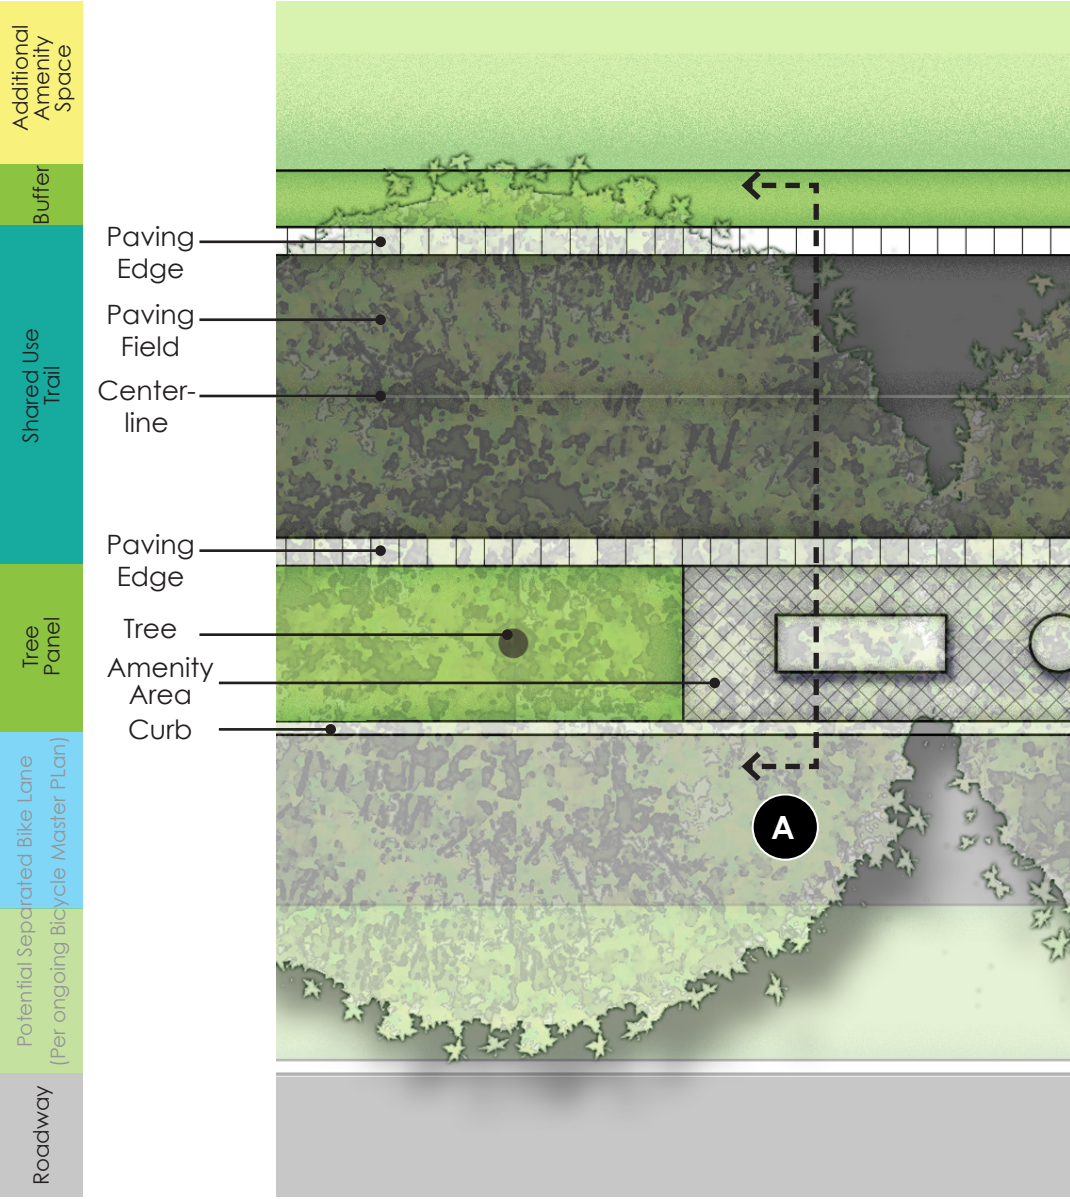 Additional
Amenity
Space
Buffer
Paving
Edge
Paving
Field
Shared Use
Trail
Center-
line
Paving
Edge
Tree
Panel
Tree
Amenity
Area
Curb
Potential Separated Bike Lane
(Per ongoing Bicycle Master PLan)
A
Roadway